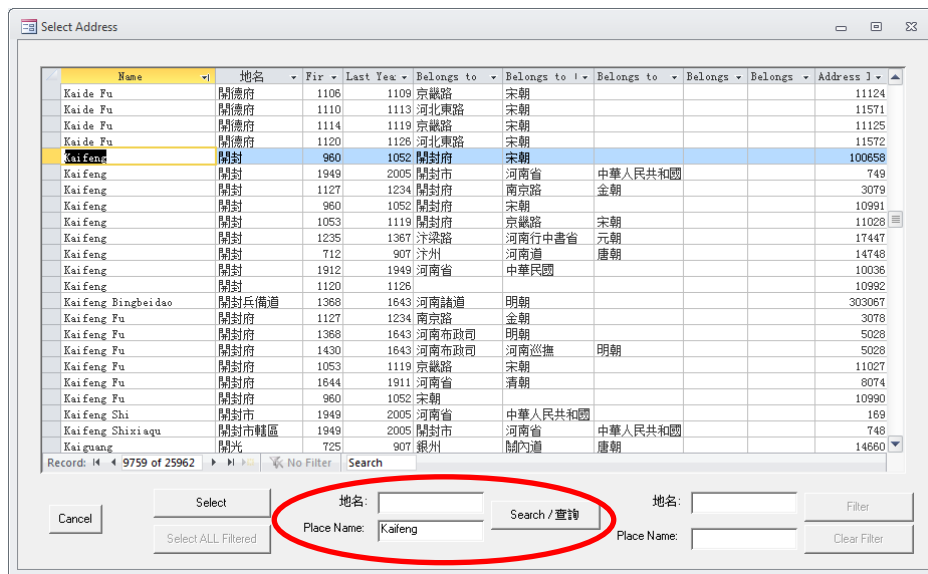 Select Address
Name 地名 Fir Last Yea Belongs to Belongs to I Belongs to Belongs Belongs Address I
Kaide Fu 開德府 1106 1109 京畿路 宋朝 11124
Kaide Fu 開德府 1110 1113 河北東路 宋朝 11571
Kaide Fu 開德府 1114 1119 京畿路 宋朝 11125
Kaide Fu 開德府 1120 1126 河北東路 宋朝 11572
Kaifeng 開封 960 1052 開封府 宋朝 100658
Kaifeng 開封 1949 2005 開封市 河南省 中華人民共和國 749
Kaifeng 開封 1127 1234 開封府 南京路 金朝 3079
Kaifeng 開封 960 1052 開封府 宋朝 10991
Kaifeng 開封 1053 1119 開封府 京畿路 宋朝 11028
Kaifeng 開封 1235 1367 汴梁路 河南行中書省 元朝 17447
Kaifeng 開封 712 907 汴州 河南道 唐朝 14748
Kaifeng 開封 1912 1949 河南省 中華民國 10036
Kaifeng 開封 1120 1126 10992
Kaifeng Bingbeidao 開封兵備道 1368 1643 河南諸道 明朝 303067
Kaifeng Fu 開封府 1127 1234 南京路 金朝 3078
Kaifeng Fu 開封府 1368 1643 河南布政司 明朝 5028
Kaifeng Fu 開封府 1430 1643 河南布政司 河南巡撫 明朝 5028
Kaifeng Fu 開封府 1053 1119 京畿路 宋朝 11027
Kaifeng Fu 開封府 1644 1911 河南省 清朝 8074
Kaifeng Fu 開封府 960 1052 宋朝 10990
Kaifeng Shi 開封市 1949 2005 河南省 中華人民共和國 169
Kaifeng Shixiaqu 開封市轄區 1949 2005 開封市 河南省 中華人民共和國 748
Kaiguang 開光 725 907 銀州 關內道 唐朝 14660
Record: 9759 of 25962 No Filter Search
Cancel
Select
Select ALL Filtered
地名:
Place Name: Kaifeng
Search / 查詢
地名:
Place Name:
Filter
Clear Filter